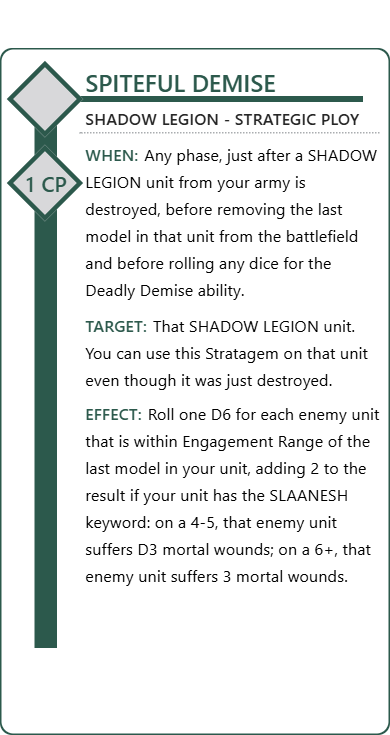 SPITEFUL DEMISE
SHADOW LEGION - STRATEGIC PLOY
1 CP
WHEN: Any phase, just after a SHADOW
LEGION unit from your army is
destroyed, before removing the last
model in that unit from the battlefield
and before rolling any dice for the
Deadly Demise ability.
TARGET: That SHADOW LEGION unit.
You can use this Stratagem on that unit
even though it was just destroyed.
EFFECT: Roll one D6 for each enemy unit
that is within Engagement Range of the
last model in your unit, adding 2 to the
result if your unit has the SLAANESH
keyword: on a 4-5, that enemy unit
suffers D3 mortal wounds; on a 6+, that
enemy unit suffers 3 mortal wounds.